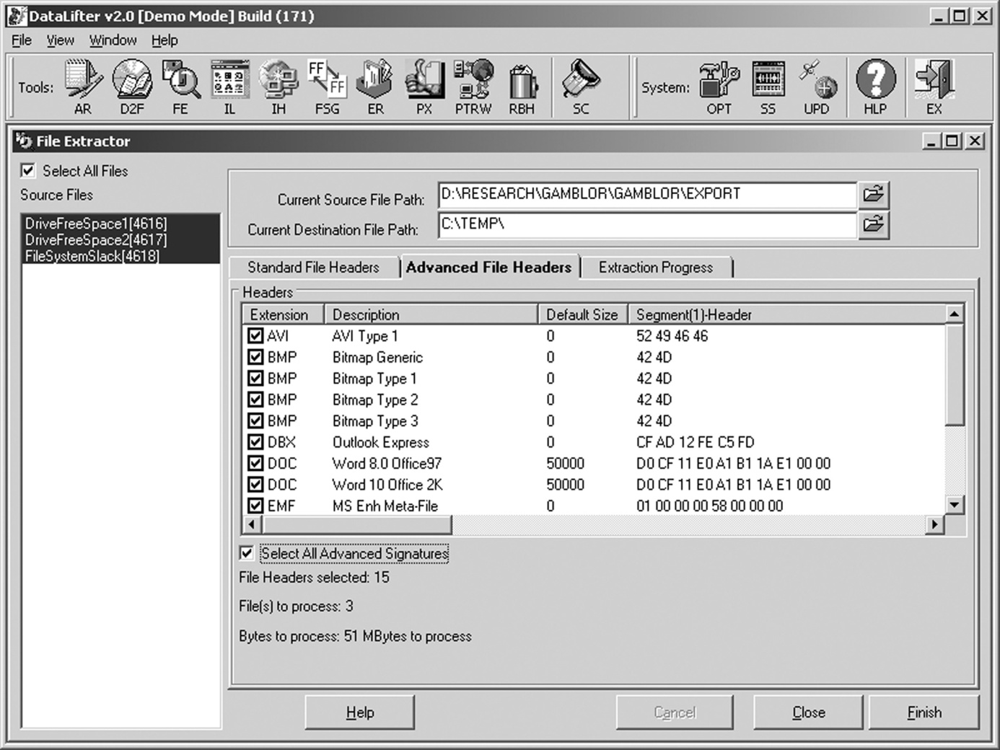 DataLifter v2.0 [Demo Mode] Build (171)
File View Window Help
Tools: AR D2F FE IL IH FSG ER PX PTRW RBH SC System: OPT SS UPD HLP EX
FF
FF
File Extractor
Select All Files
Source Files
DriveFreeSpace1[4616]
DriveFreeSpace2[4617]
FileSystemSlack[4618]
Current Source File Path: D:\RESEARCH\GAMBLOR\GAMBLOR\EXPORT
Current Destination File Path: C:\TEMP\
Standard File Headers Advanced File Headers Extraction Progress
Headers
Extension Description Default Size Segment(1)-Header
AVI AVI Type 1 0 52 49 46 46
BMP Bitmap Generic 0 42 4D
BMP Bitmap Type 1 0 42 4D
BMP Bitmap Type 2 0 42 4D
BMP Bitmap Type 3 0 42 4D
DBX Outlook Express 0 CF AD 12 FE C5 FD
DOC Word 8.0 Office97 50000 D0 CF 11 E0 A1 B1 1A E1 00 00
DOC Word 10 Office 2K 50000 D0 CF 11 E0 A1 B1 1A E1 00 00
EMF MS Enh Meta-File 0 01 00 00 00 58 00 00 00
Select All Advanced Signatures
File Headers selected: 15
File(s) to process: 3
Bytes to process: 51 MBytes to process
Help Cancel Close Finish